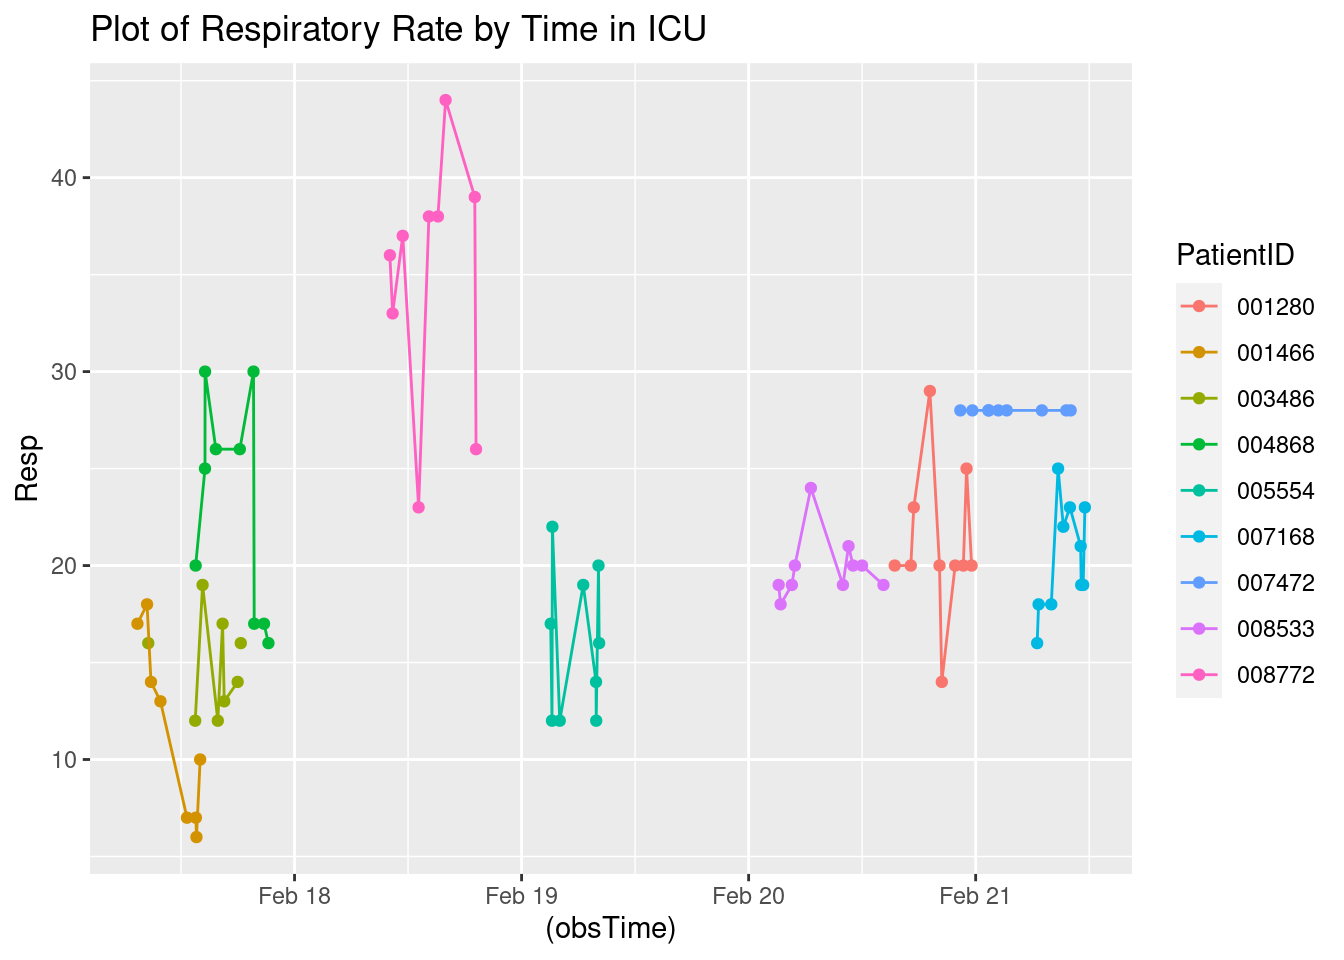 Plot of Respiratory Rate by Time in ICU
40
30
20
10
Resp
Feb 18
Feb 19
Feb 20
Feb 21
(obsTime)
PatientID
001280
001466
003486
004868
005554
007168
007472
008533
008772